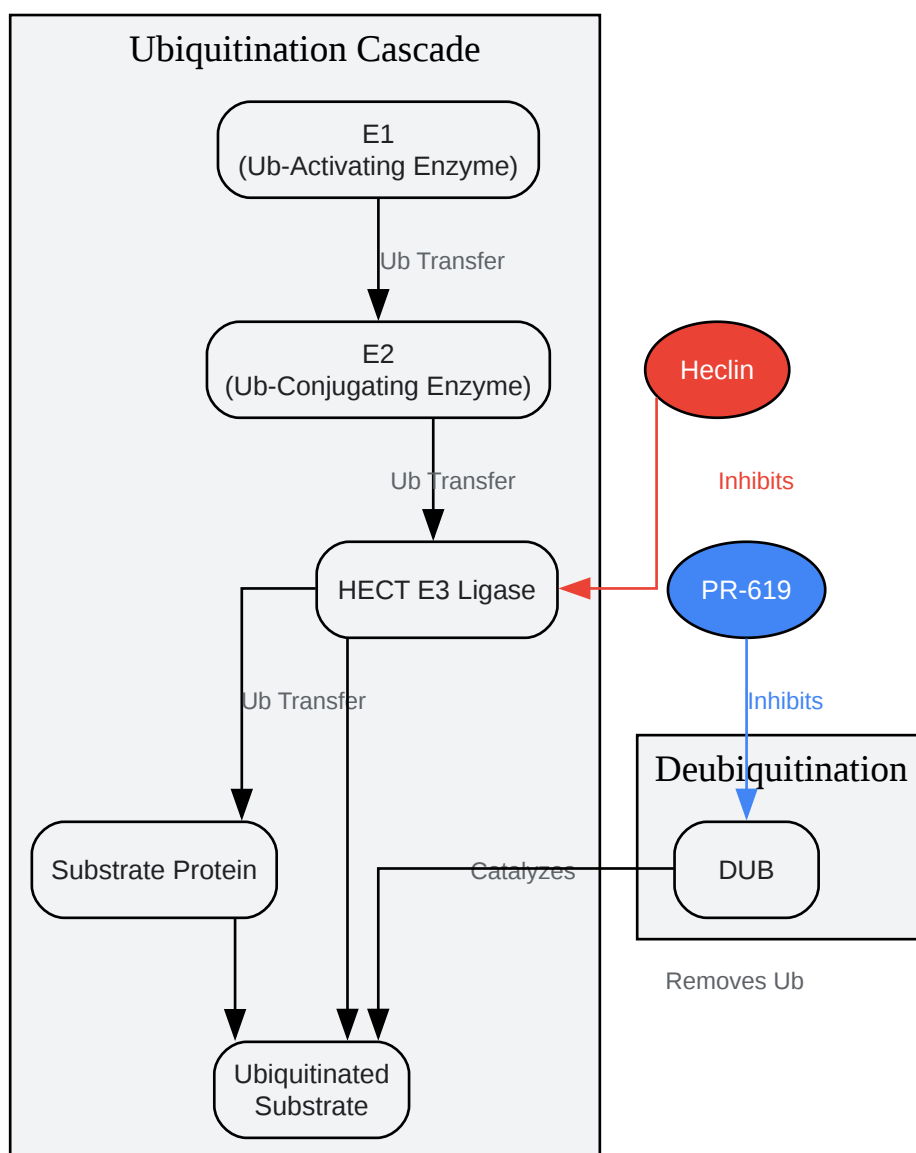 Ubiquitination Cascade
E1
(Ub-Activating Enzyme)
Ub Transfer
E2
(Ub-Conjugating Enzyme)
Heclin
Ub Transfer
Inhibits
HECT E3 Ligase
PR-619
Ub Transfer
Inhibits
Deubiquitination
Substrate Protein
Catalyzes
DUB
Removes Ub
Ubiquitinated
Substrate